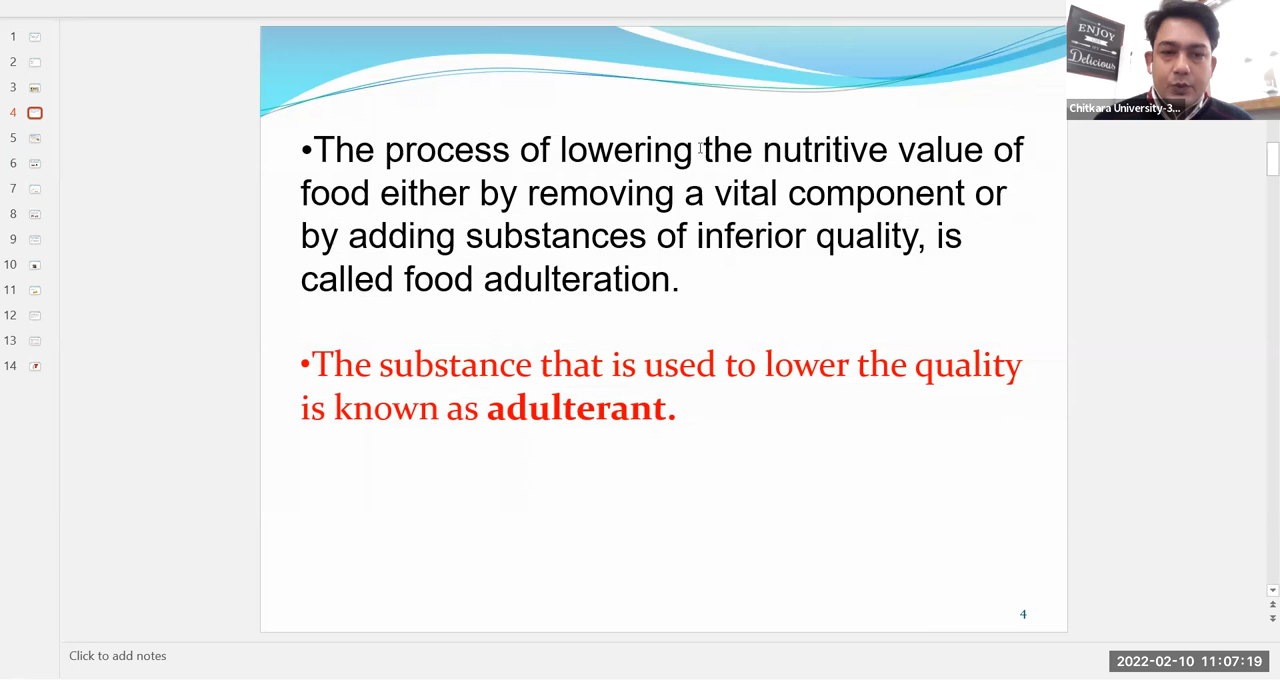 1
2
3
4
5
6
7
8
9
10
11
12
13
14
ENJOY
Delicious
Chitkara University-3...
•The process of lowering the nutritive value of
food either by removing a vital component or
by adding substances of inferior quality, is
called food adulteration.
•The substance that is used to lower the quality
is known as adulterant.
4
Click to add notes
2022-02-10 11:07:19